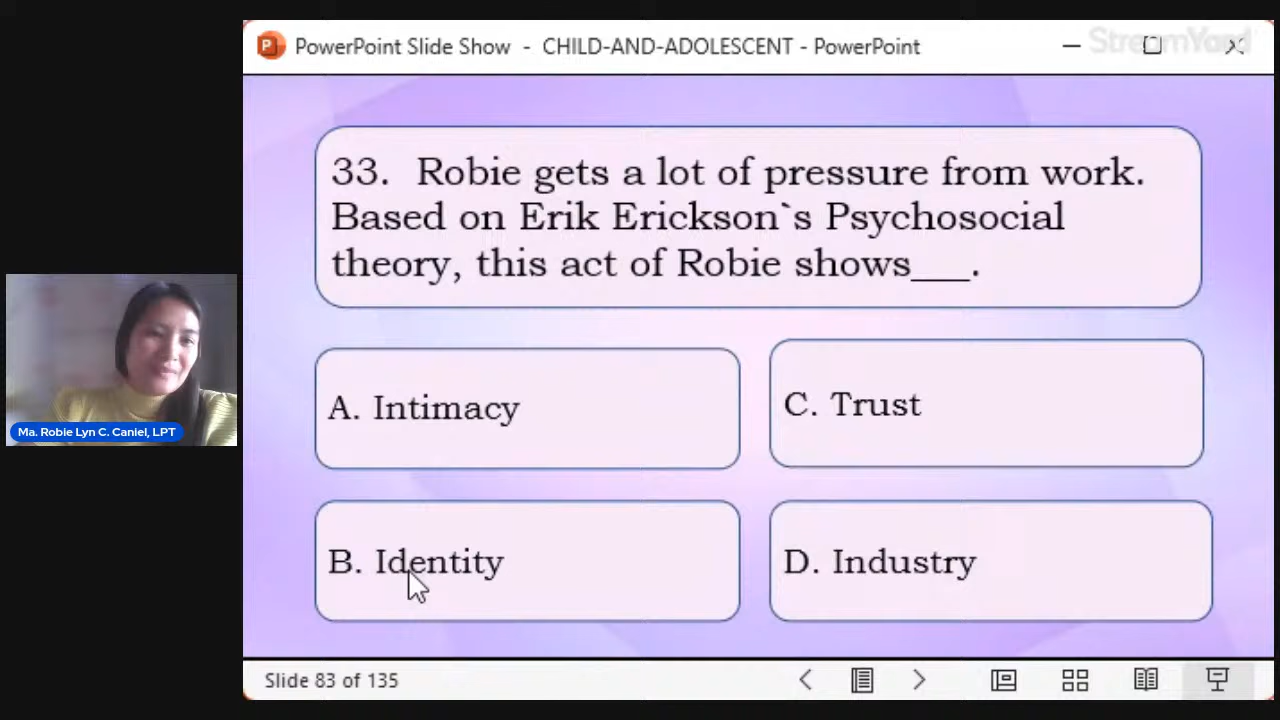 PowerPoint Slide Show - CHILD-AND-ADOLESCENT - PowerPoint
StreamYard
33. Robie gets a lot of pressure from work.
Based on Erik Erickson`s Psychosocial
theory, this act of Robie shows___.
A. Intimacy
C. Trust
B. Identity
D. Industry
Ma. Robie Lyn C. Caniel, LPT
Slide 83 of 135